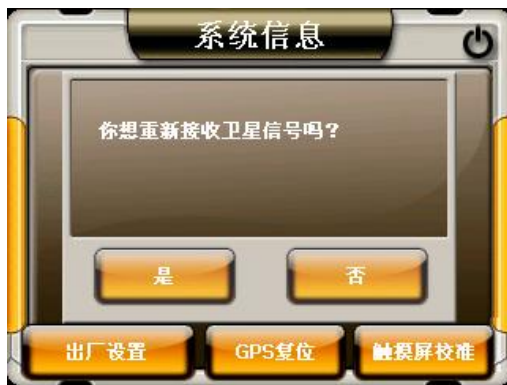 系统信息
你想重新接收卫星信号吗?
是
否
出厂设置
GPS复位
触摸屏校准